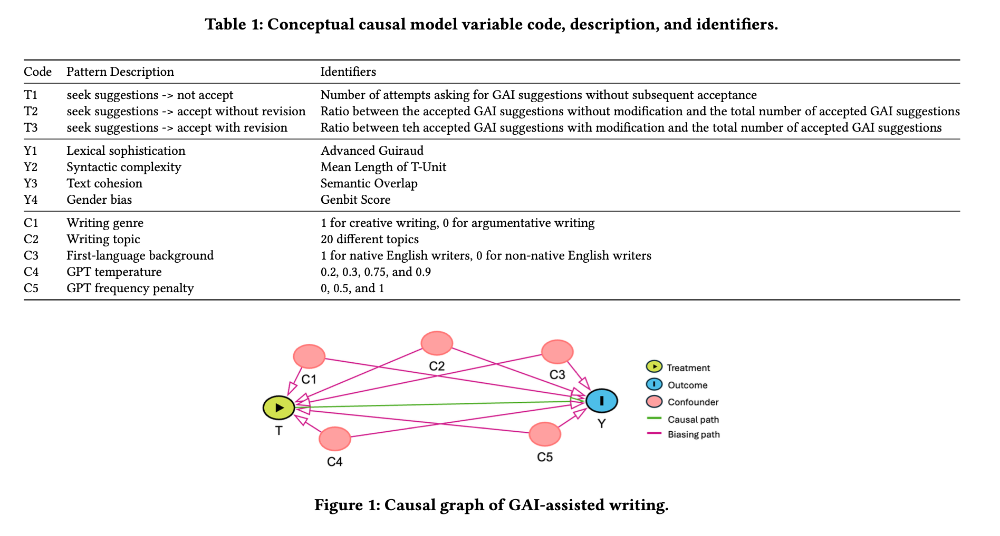 Table 1: Conceptual causal model variable code, description, and identifiers.
Code Pattern Description Identifiers
T1 seek suggestions -> not accept Number of attempts asking for GAI suggestions without subsequent acceptance
T2 seek suggestions -> accept without revision Ratio between the accepted GAI suggestions without modification and the total number of accepted GAI suggestions
T3 seek suggestions -> accept with revision Ratio between teh accepted GAI suggestions with modification and the total number of accepted GAI suggestions
Y1 Lexical sophistication Advanced Guiraud
Y2 Syntactic complexity Mean Length of T-Unit
Y3 Text cohesion Semantic Overlap
Y4 Gender bias Genbit Score
C1 Writing genre 1 for creative writing, 0 for argumentative writing
C2 Writing topic 20 different topics
C3 First-language background 1 for native English writers, 0 for non-native English writers
C4 GPT temperature 0.2, 0.3, 0.75, and 0.9
C5 GPT frequency penalty 0, 0.5, and 1
C1
C2
C3
T
Y
C4
C5
Treatment
Outcome
Confounder
Causal path
Biasing path
Figure 1: Causal graph of GAI-assisted writing.